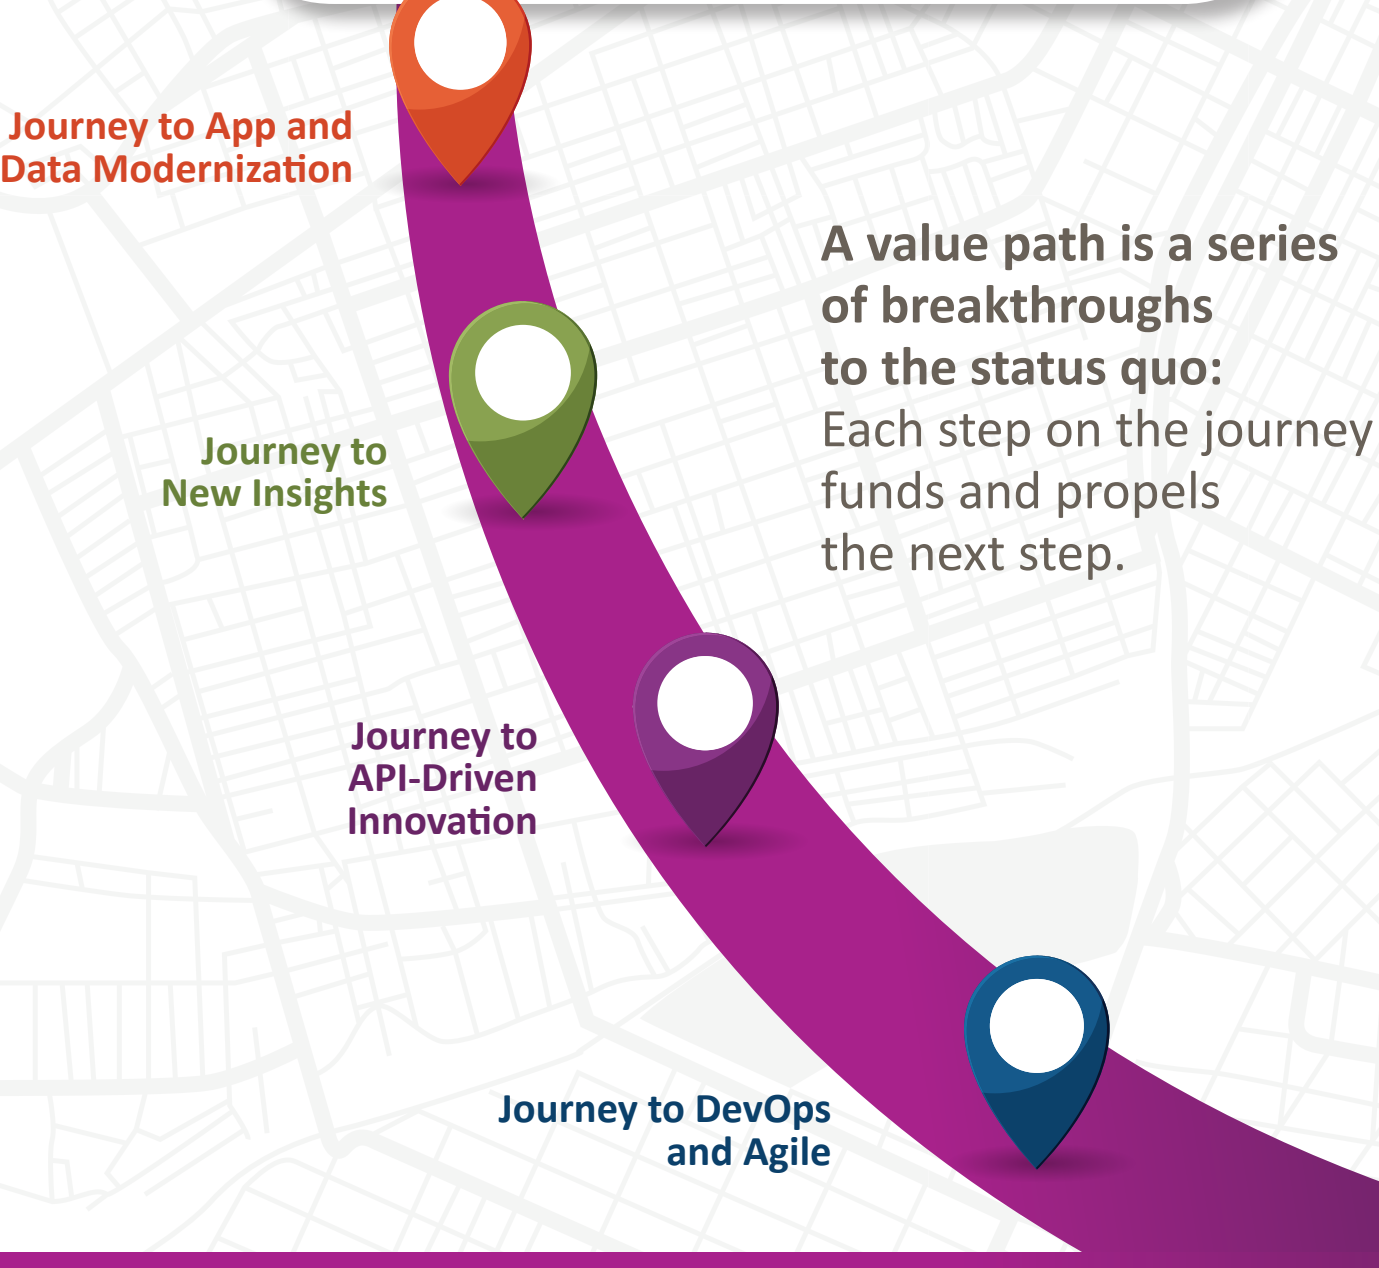 Journey to App and
Data Modernization
A value path is a series
of breakthroughs
to the status quo:
Each step on the journey
funds and propels
the next step.
Journey to
New Insights
Journey to
API-Driven
Innovation
Journey to DevOps
and Agile